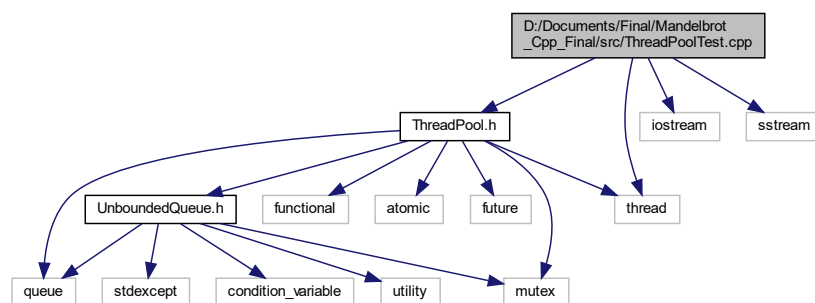 D:/Documents/Final/Mandelbrot
_Cpp_Final/src/ThreadPoolTest.cpp
ThreadPool.h
iostream
sstream
UnboundedQueue.h
functional
atomic
future
thread
queue
stdexcept
condition_variable
utility
mutex